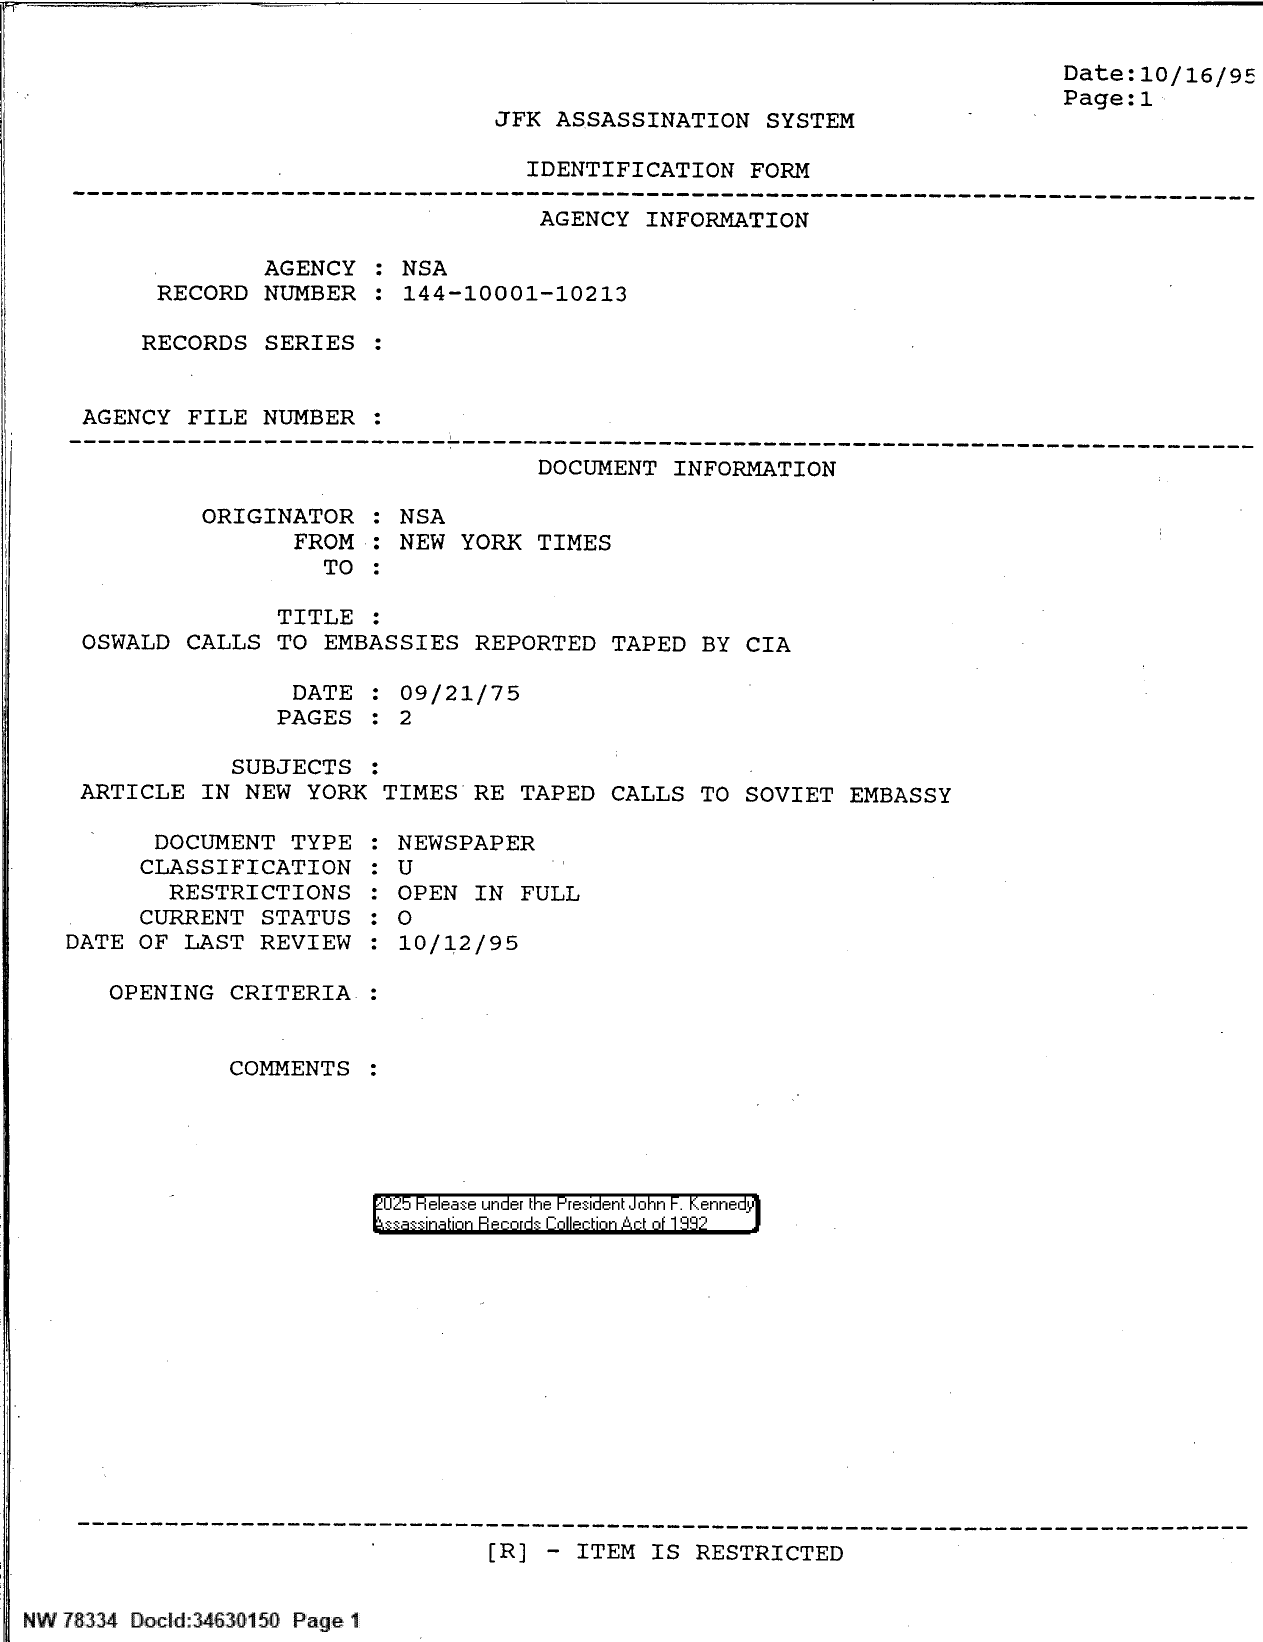 Date:10/16/95
Page:1
JFK ASSASSINATION SYSTEM
IDENTIFICATION FORM
AGENCY INFORMATION
AGENCY : NSA
RECORD NUMBER : 144-10001-10213
RECORDS SERIES :
AGENCY FILE NUMBER :
DOCUMENT INFORMATION
ORIGINATOR : NSA
FROM : NEW YORK TIMES
TO :
TITLE :
OSWALD CALLS TO EMBASSIES REPORTED TAPED BY CIA
DATE : 09/21/75
PAGES : 2
SUBJECTS :
ARTICLE IN NEW YORK TIMES RE TAPED CALLS TO SOVIET EMBASSY
DOCUMENT TYPE : NEWSPAPER
CLASSIFICATION : U
RESTRICTIONS : OPEN IN FULL
CURRENT STATUS : O
DATE OF LAST REVIEW : 10/12/95
OPENING CRITERIA :
COMMENTS :
2025 Release under the President John F. Kennedy
Assassination Records Collection Act of 1992
[R] - ITEM IS RESTRICTED
NW 78334 DocId:34630150 Page 1